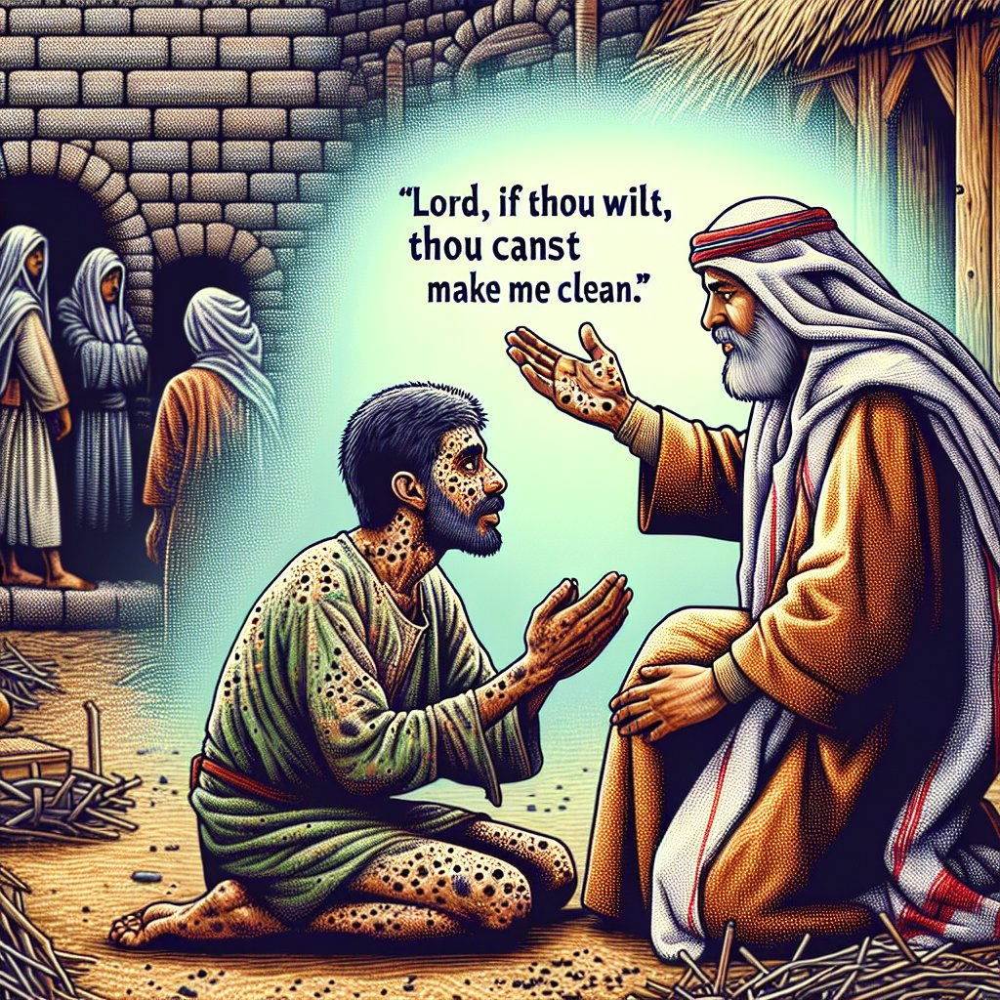 “Lord, if thou wilt,
thou canst
make me clean.”